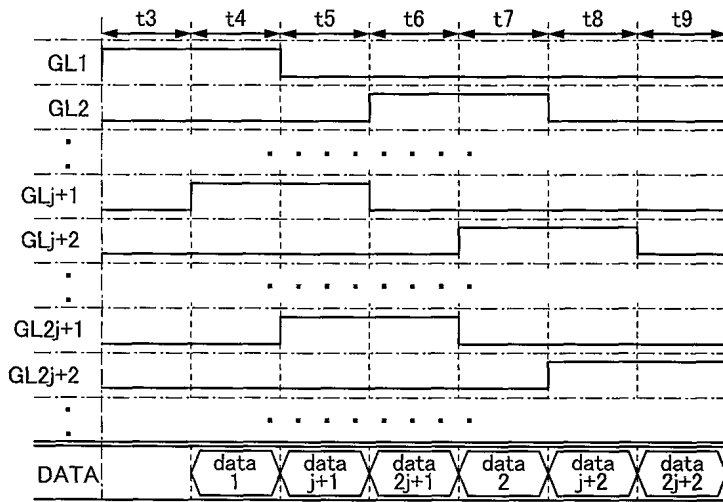 t3 t4 t5 t6 t7 t8 t9
GL1
GL2
GLj+1
GLj+2
GL2j+1
GL2j+2
DATA
data 1
data j+1
data 2j+1
data 2
data j+2
data 2j+2